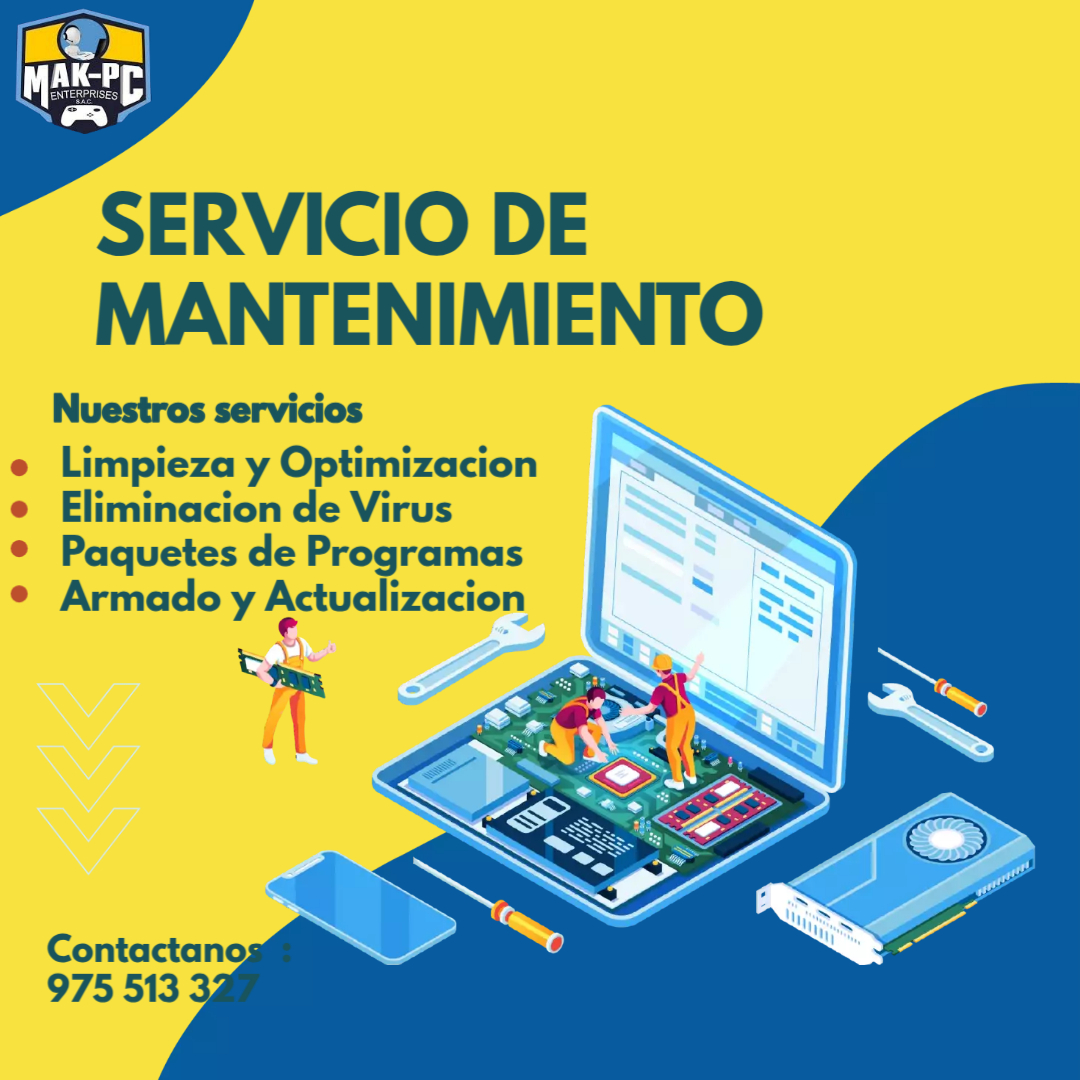 MAK-PC
ENTERPRISES
S.A.C.
SERVICIO DE
MANTENIMIENTO
Nuestros servicios
Limpieza y Optimizacion
Eliminacion de Virus
Paquetes de Programas
Armado y Actualizacion
Contactanos :
975 513 327